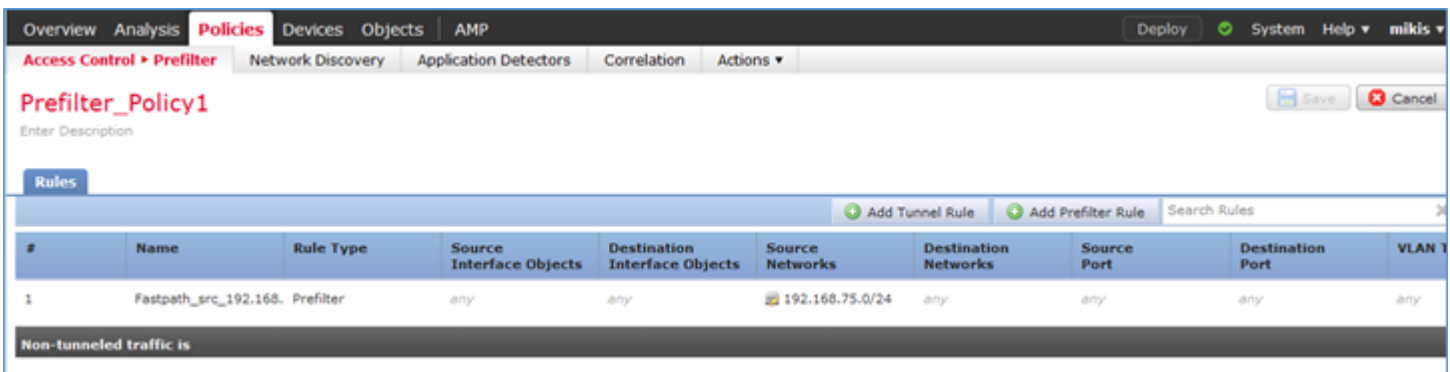 Overview Analysis Policies Devices Objects AMP Deploy System Help ▾ mikis ▾
Access Control ▸ Prefilter Network Discovery Application Detectors Correlation Actions ▾
Prefilter_Policy1 Save Cancel
Enter Description
Rules
Add Tunnel Rule Add Prefilter Rule Search Rules
# Name Rule Type Source Interface Objects Destination Interface Objects Source Networks Destination Networks Source Port Destination Port VLAN
1 Fastpath_src_192.168. Prefilter any any 192.168.75.0/24 any any any any
Non-tunneled traffic is